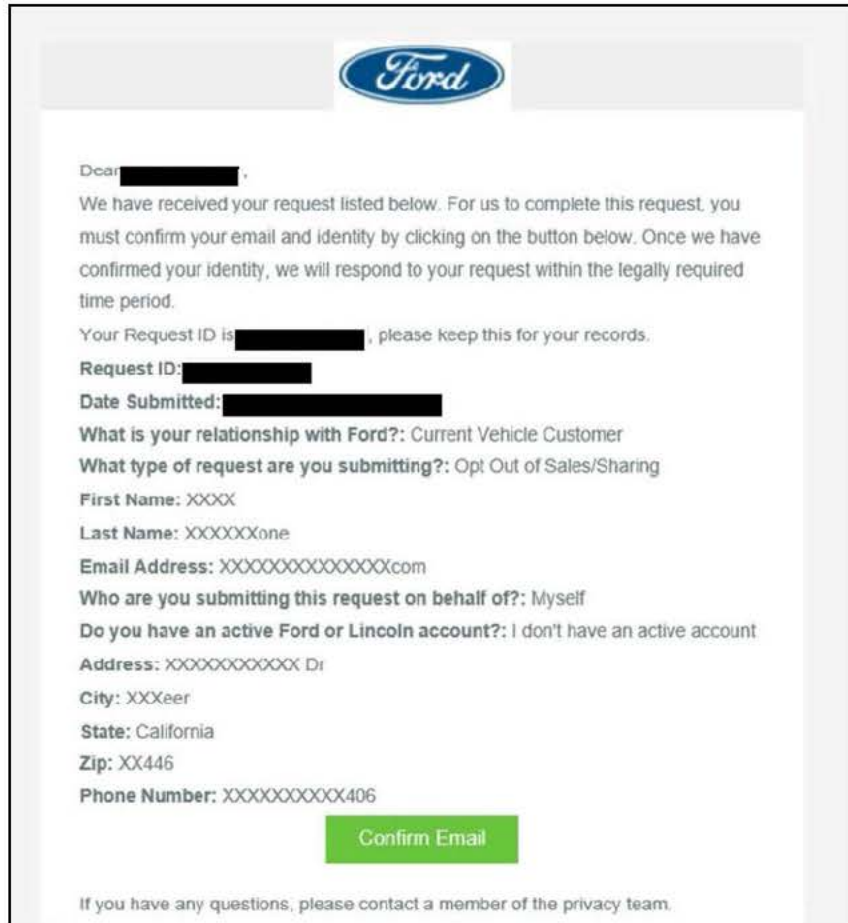 Ford
Dear ,
We have received your request listed below. For us to complete this request, you
must confirm your email and identity by clicking on the button below. Once we have
confirmed your identity, we will respond to your request within the legally required
time period.
Your Request ID is , please keep this for your records.
Request ID:
Date Submitted:
What is your relationship with Ford?: Current Vehicle Customer
What type of request are you submitting?: Opt Out of Sales/Sharing
First Name: XXXX
Last Name: XXXXXXone
Email Address: XXXXXXXXXXXXXXcom
Who are you submitting this request on behalf of?: Myself
Do you have an active Ford or Lincoln account?: I don't have an active account
Address: XXXXXXXXXXX Dr
City: XXXeer
State: California
Zip: XX446
Phone Number: XXXXXXXXXX406
Confirm Email
If you have any questions, please contact a member of the privacy team.